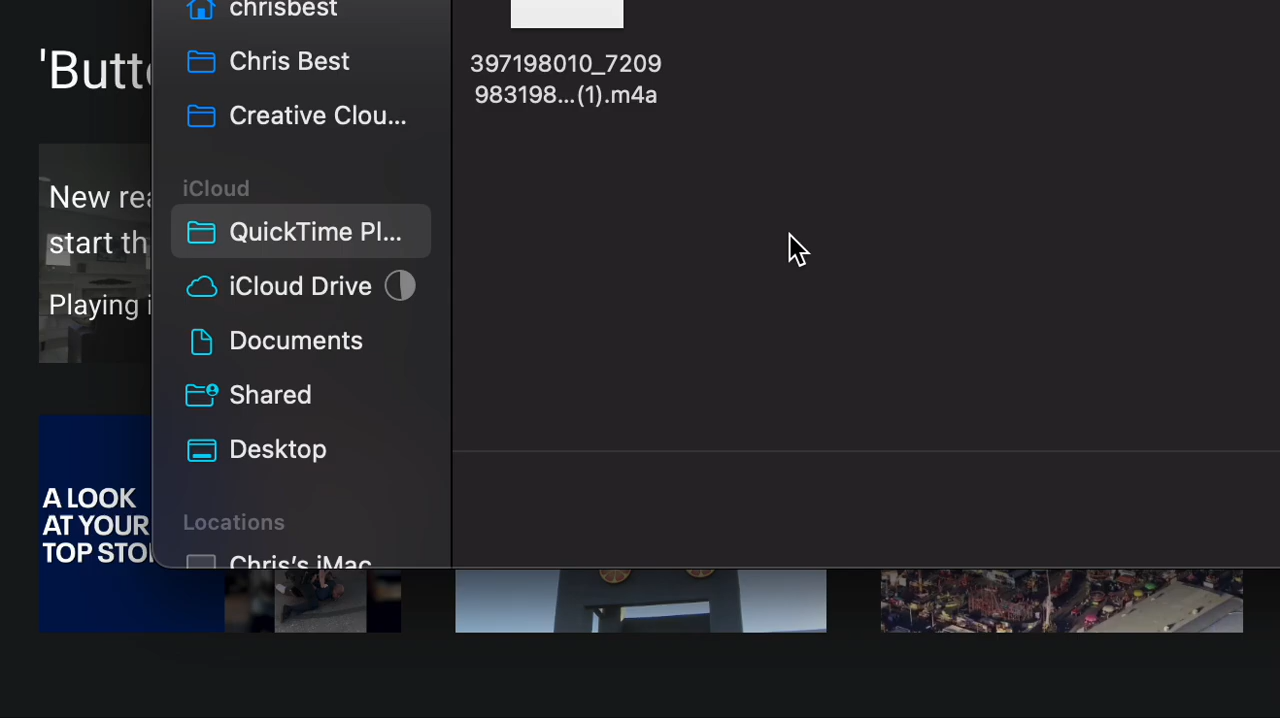 chrisbest
'Butt
Chris Best
397198010_7209
983198...(1).m4a
Creative Clou...
iCloud
New rea
QuickTime Pl...
start th
iCloud Drive
Playing i
Documents
Shared
Desktop
A LOOK
AT YOUR
TOP STO
Locations
Chris's iMac